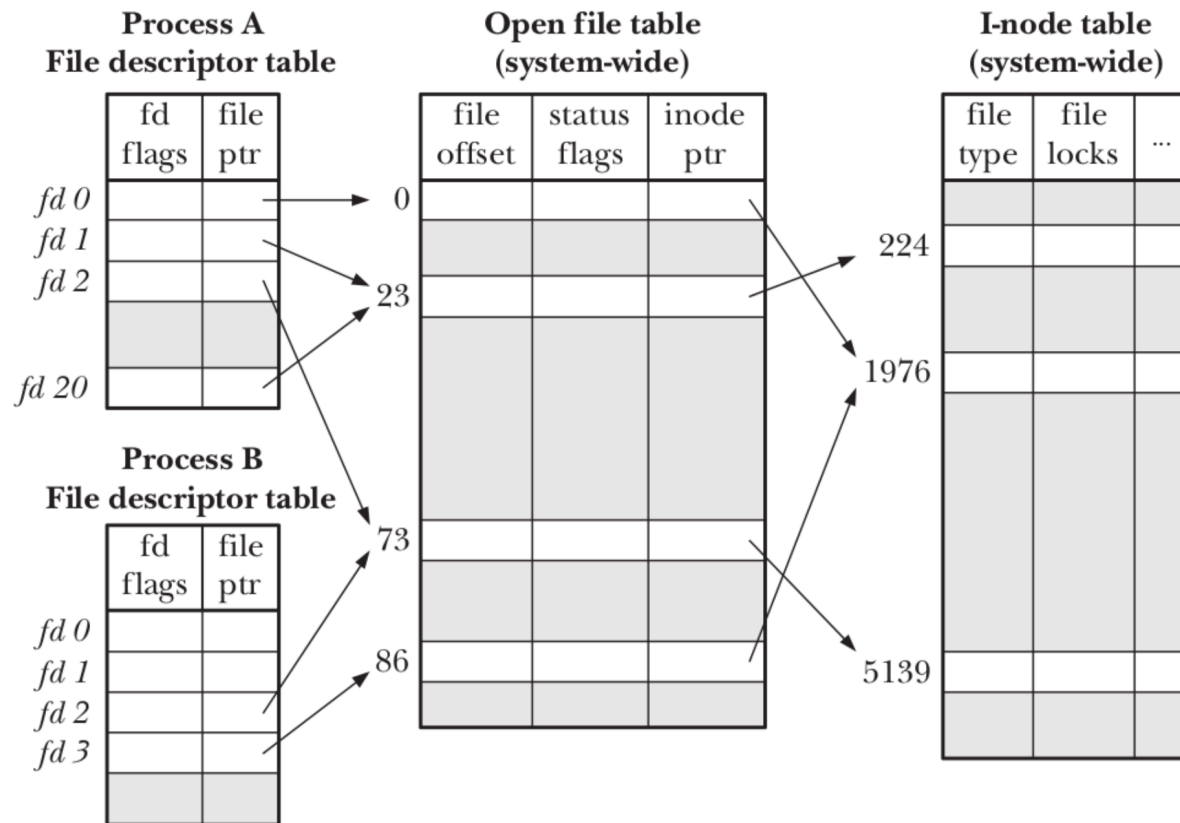 Process A
File descriptor table
fd file
flags ptr
fd 0
fd 1
fd 2
fd 20
Process B
File descriptor table
fd file
flags ptr
fd 0
fd 1
fd 2
fd 3
Open file table
(system-wide)
file status inode
offset flags ptr
0
23
73
86
I-node table
(system-wide)
file file
type locks ...
224
1976
5139